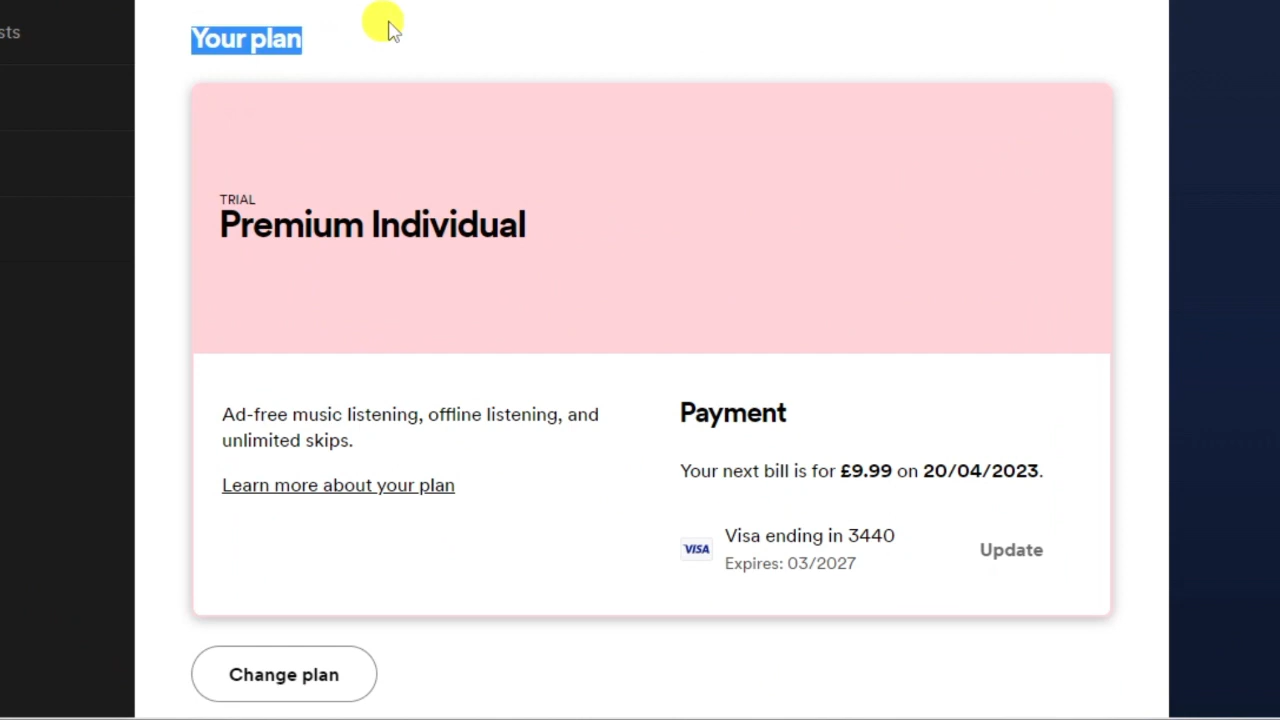 sts
Your plan
TRIAL
Premium Individual
Ad-free music listening, offline listening, and
unlimited skips.
Learn more about your plan
Payment
Your next bill is for £9.99 on 20/04/2023.
VISA
Visa ending in 3440
Expires: 03/2027
Update
Change plan